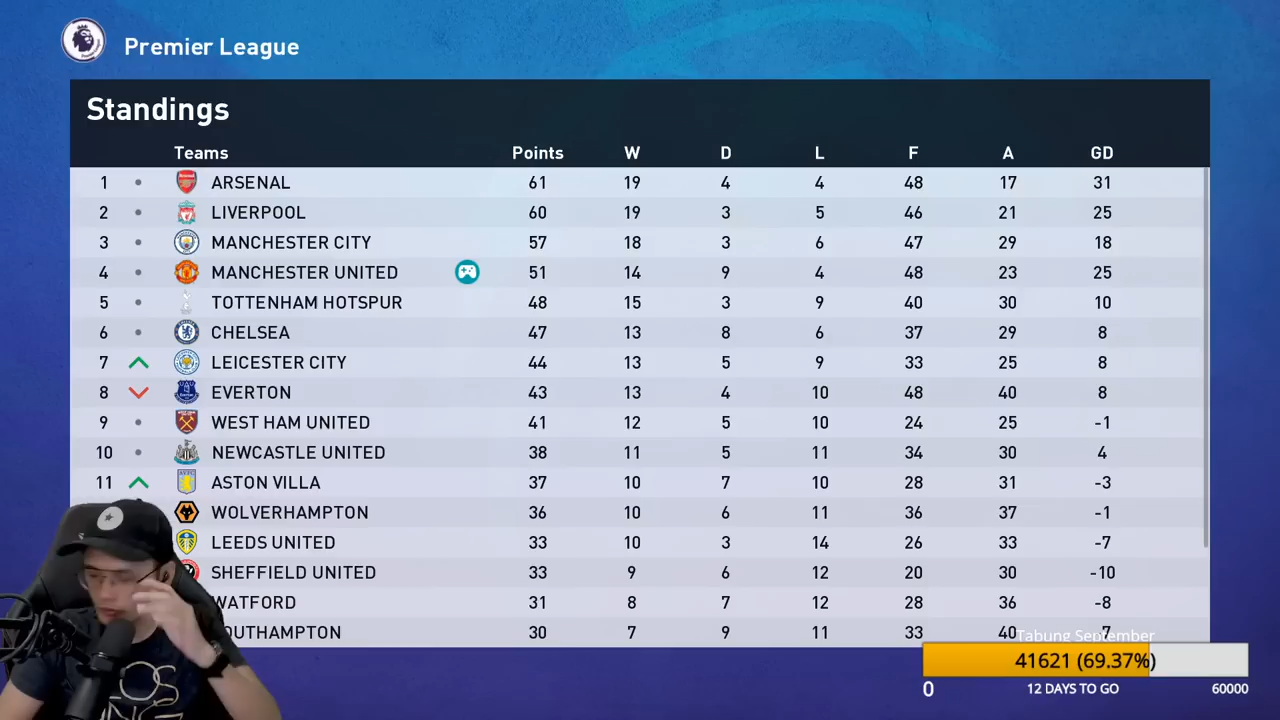 Premier League
Standings
Teams Points W D L F A GD
1 ARSENAL 61 19 4 4 48 17 31
2 LIVERPOOL 60 19 3 5 46 21 25
3 MANCHESTER CITY 57 18 3 6 47 29 18
4 MANCHESTER UNITED 51 14 9 4 48 23 25
5 TOTTENHAM HOTSPUR 48 15 3 9 40 30 10
6 CHELSEA 47 13 8 6 37 29 8
7 LEICESTER CITY 44 13 5 9 33 25 8
8 EVERTON 43 13 4 10 48 40 8
9 WEST HAM UNITED 41 12 5 10 24 25 -1
10 NEWCASTLE UNITED 38 11 5 11 34 30 4
11 ASTON VILLA 37 10 7 10 28 31 -3
WOLVERHAMPTON 36 10 6 11 36 37 -1
LEEDS UNITED 33 10 3 14 26 33 -7
SHEFFIELD UNITED 33 9 6 12 20 30 -10
WATFORD 31 8 7 12 28 36 -8
OUTHAMPTON 30 7 9 11 33 40 7
Tabung September
41621 (69.37%)
0 12 DAYS TO GO 60000